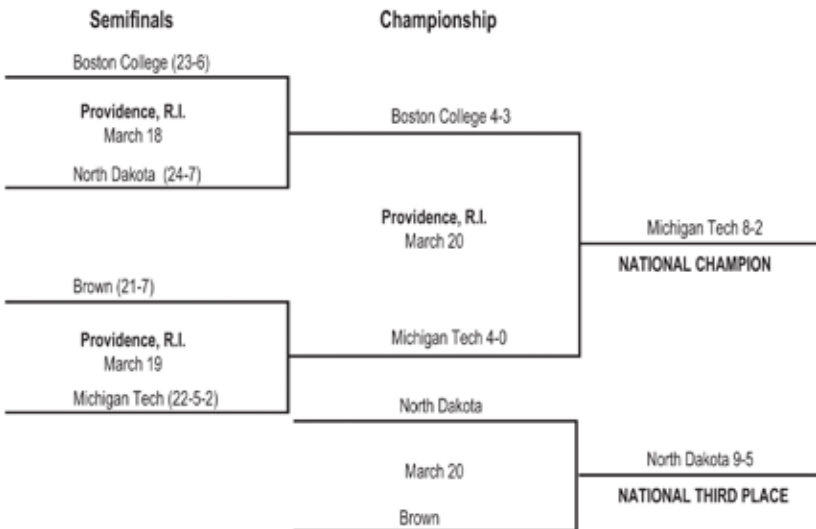 Semifinals
Championship
Boston College (23-6)
Providence, R.I.
March 18
North Dakota (24-7)
Boston College 4-3
Providence, R.I.
March 20
Michigan Tech 8-2
NATIONAL CHAMPION
Brown (21-7)
Providence, R.I.
March 19
Michigan Tech (22-5-2)
Michigan Tech 4-0
North Dakota
March 20
Brown
North Dakota 9-5
NATIONAL THIRD PLACE